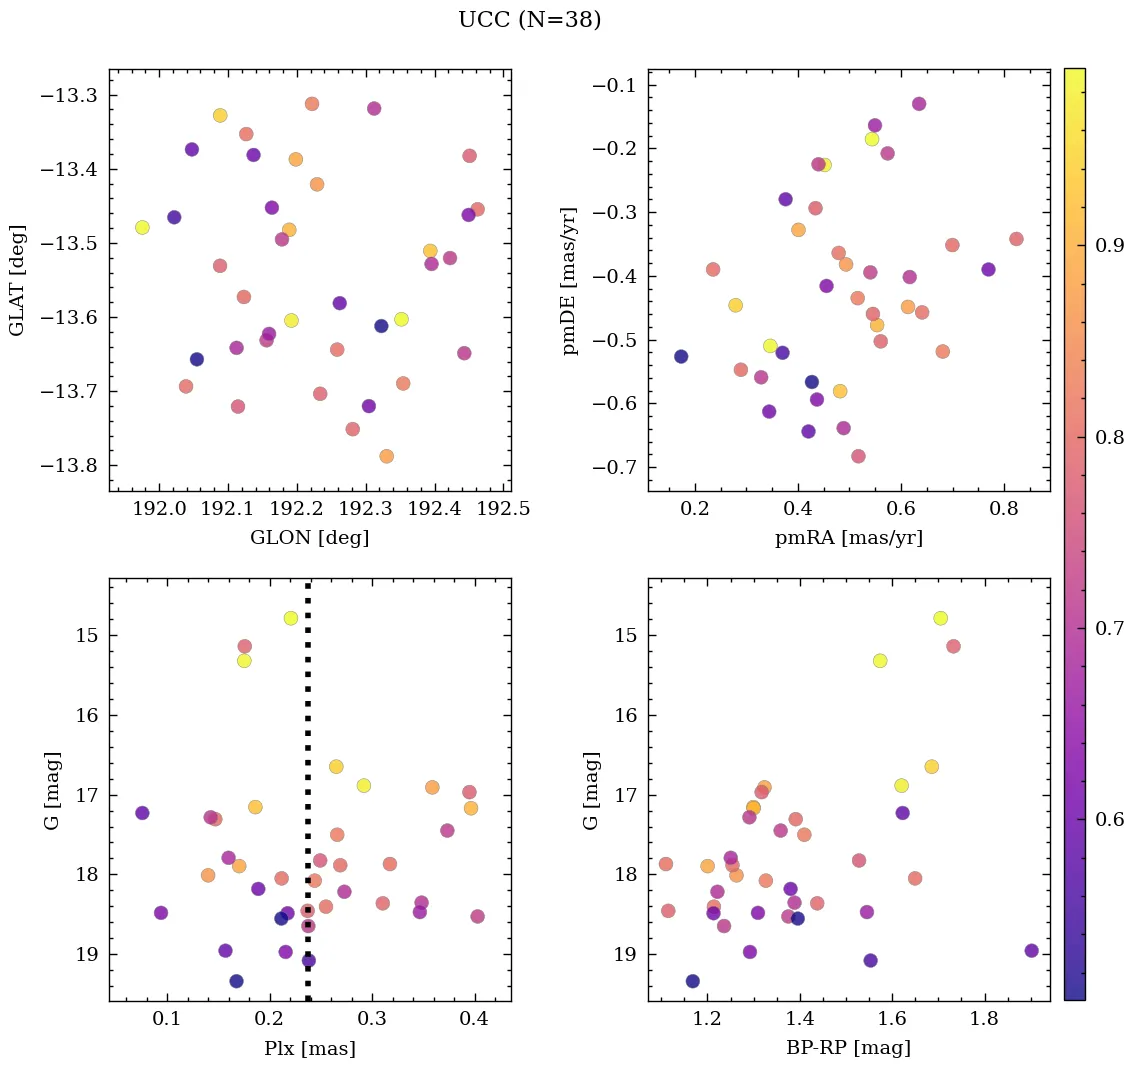 UCC (N=38)
−13.3
−13.4
−13.5
−13.6
−13.7
−13.8
GLAT [deg]
192.0 192.1 192.2 192.3 192.4 192.5
GLON [deg]
−0.1
−0.2
−0.3
−0.4
−0.5
−0.6
−0.7
pmDE [mas/yr]
0.2 0.4 0.6 0.8
pmRA [mas/yr]
0.9
0.8
0.7
0.6
15
16
17
18
19
G [mag]
0.1 0.2 0.3 0.4
Plx [mas]
15
16
17
18
19
G [mag]
1.2 1.4 1.6 1.8
BP-RP [mag]